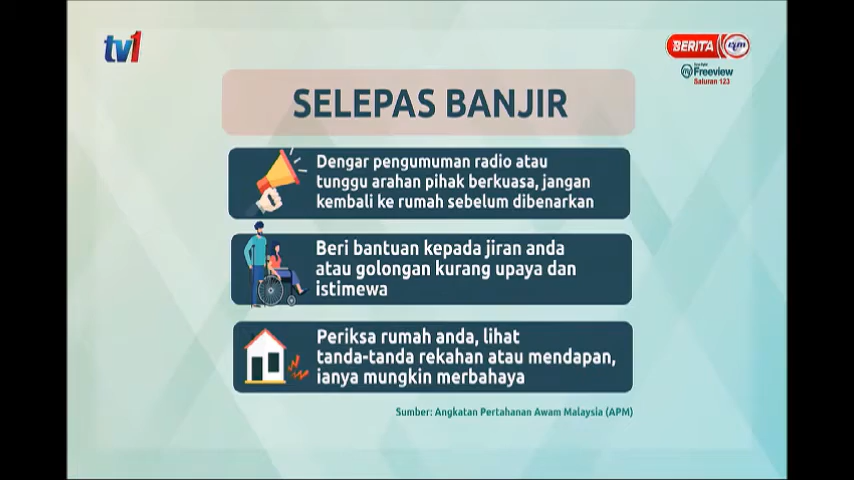 tv1
BERITA rtm
my Freeview
Saluran 123
SELEPAS BANJIR
Dengar pengumuman radio atau
tunggu arahan pihak berkuasa, jangan
kembali ke rumah sebelum dibenarkan
Beri bantuan kepada jiran anda
atau golongan kurang upaya dan
istimewa
Periksa rumah anda, lihat
tanda-tanda rekahan atau mendapan,
ianya mungkin merbahaya
Sumber: Angkatan Pertahanan Awam Malaysia (APM)